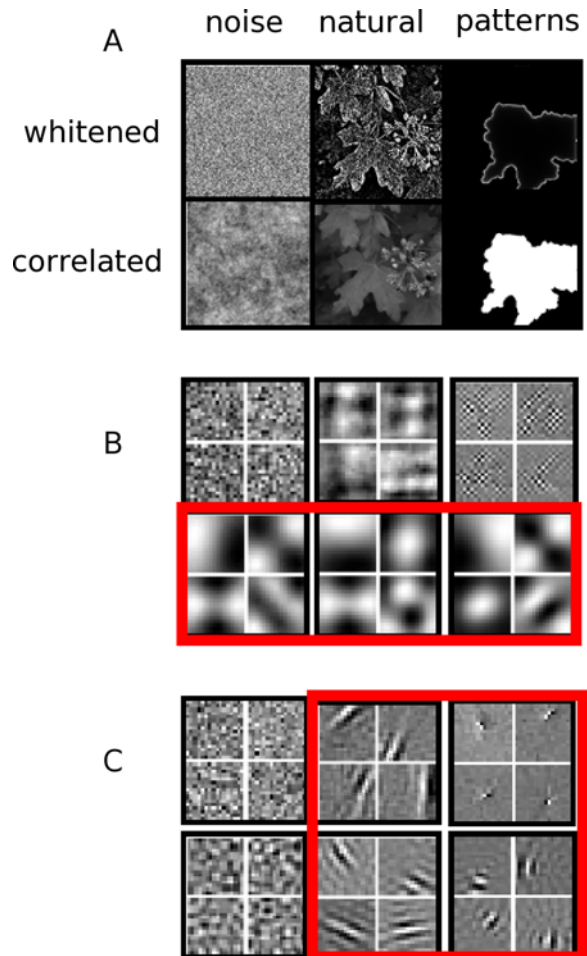 A noise natural patterns
whitened
correlated
B
C